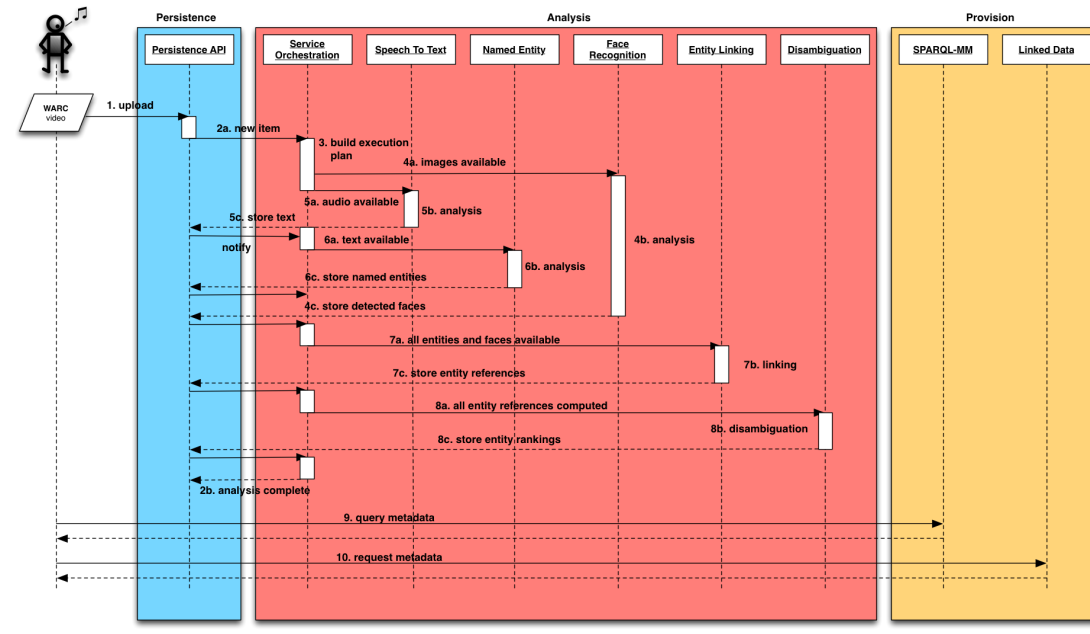 Persistence
Analysis
Provision
Persistence API
Service
Orchestration
Speech To Text
Named Entity
Face
Recognition
Entity Linking
Disambiguation
SPARQL-MM
Linked Data
WARC
video
1. upload
2a. new item
3. build execution
plan
4a. images available
5a. audio available
5b. analysis
5c. store text
notify
6a. text available
4b. analysis
6b. analysis
6c. store named entities
4c. store detected faces
7a. all entities and faces available
7b. linking
7c. store entity references
8a. all entity references computed
8b. disambiguation
8c. store entity rankings
2b. analysis complete
9. query metadata
10. request metadata